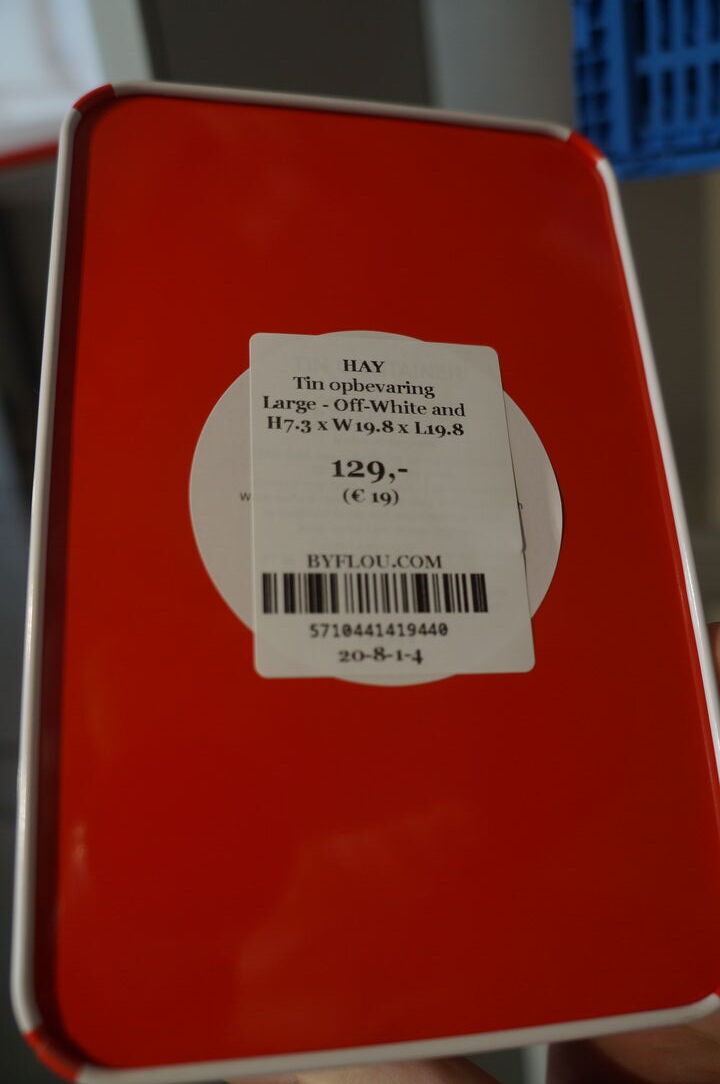 HAY
Tin opbevaring
Large - Off-White and
H7.3 x W19.8 x L19.8
129,-
(€ 19)
BYFLOU.COM
5710441419440
20-8-1-4